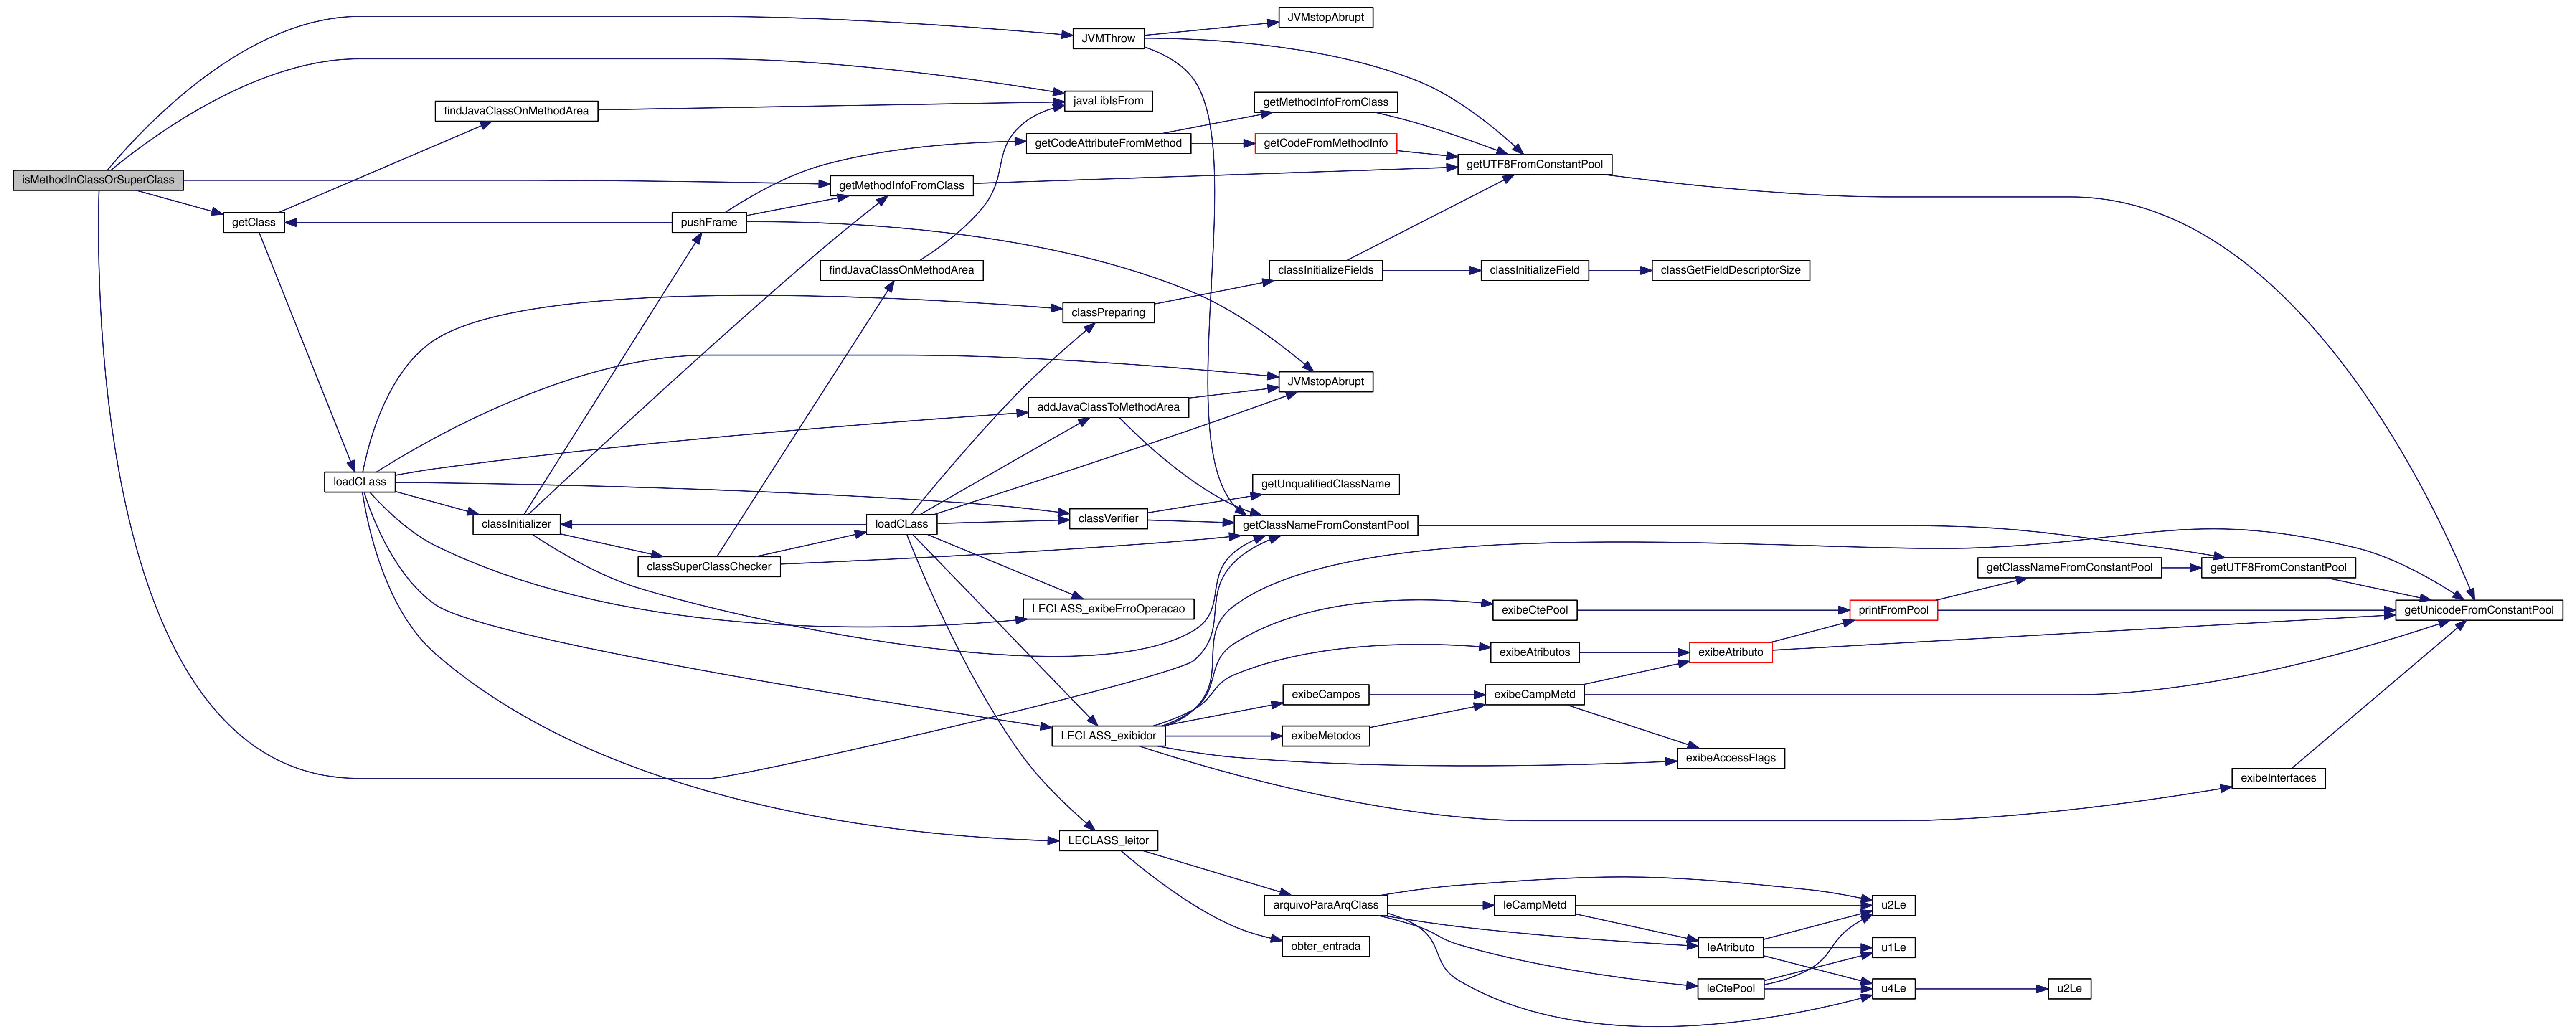 JVMstopAbrupt
JVMThrow
javaLibIsFrom
getMethodInfoFromClass
findJavaClassOnMethodArea
getCodeAttributeFromMethod
getCodeFromMethodInfo
getUTF8FromConstantPool
isMethodInClassOrSuperClass
getMethodInfoFromClass
getClass
pushFrame
findJavaClassOnMethodArea
classInitializeFields
classInitializeField
classGetFieldDescriptorSize
classPreparing
JVMstopAbrupt
addJavaClassToMethodArea
loadCLass
getUnqualifiedClassName
classVerifier
classInitializer
loadCLass
getClassNameFromConstantPool
classSuperClassChecker
getClassNameFromConstantPool
getUTF8FromConstantPool
LECLASS_exibeErroOperacao
exibeCtePool
printFromPool
getUnicodeFromConstantPool
exibeAtributos
exibeAtributo
exibeCampos
exibeCampMetd
LECLASS_exibidor
exibeMetodos
exibeAccessFlags
exibeInterfaces
LECLASS_leitor
arquivoParaArqClass
leCampMetd
u2Le
obter_entrada
leAtributo
u1Le
leCtePool
u4Le
u2Le